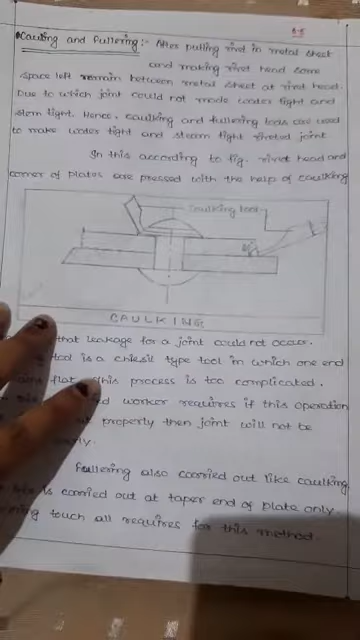 Caulking and fullering:- After putting rivet in metal sheet
and making rivet head some
space left remain between metal sheet at rivet head.
Due to which joint could not made water tight and
stem tight. Hence, caulking and fullering tools are used
to make water tight and steam tight riveted joint
In this according to fig. rivet head and
corner of plates are pressed with the help of caulking
Caulking tool
CAULKING
that leakage for a joint could not occur.
tool is a chiesil type tool in which one end
flat. This process is too complicated.
worker requires if this operation
properly then joint will not be
Fullering also coorried out like caulking
is carried out at taper end of plate only.
touch all requires for this method.